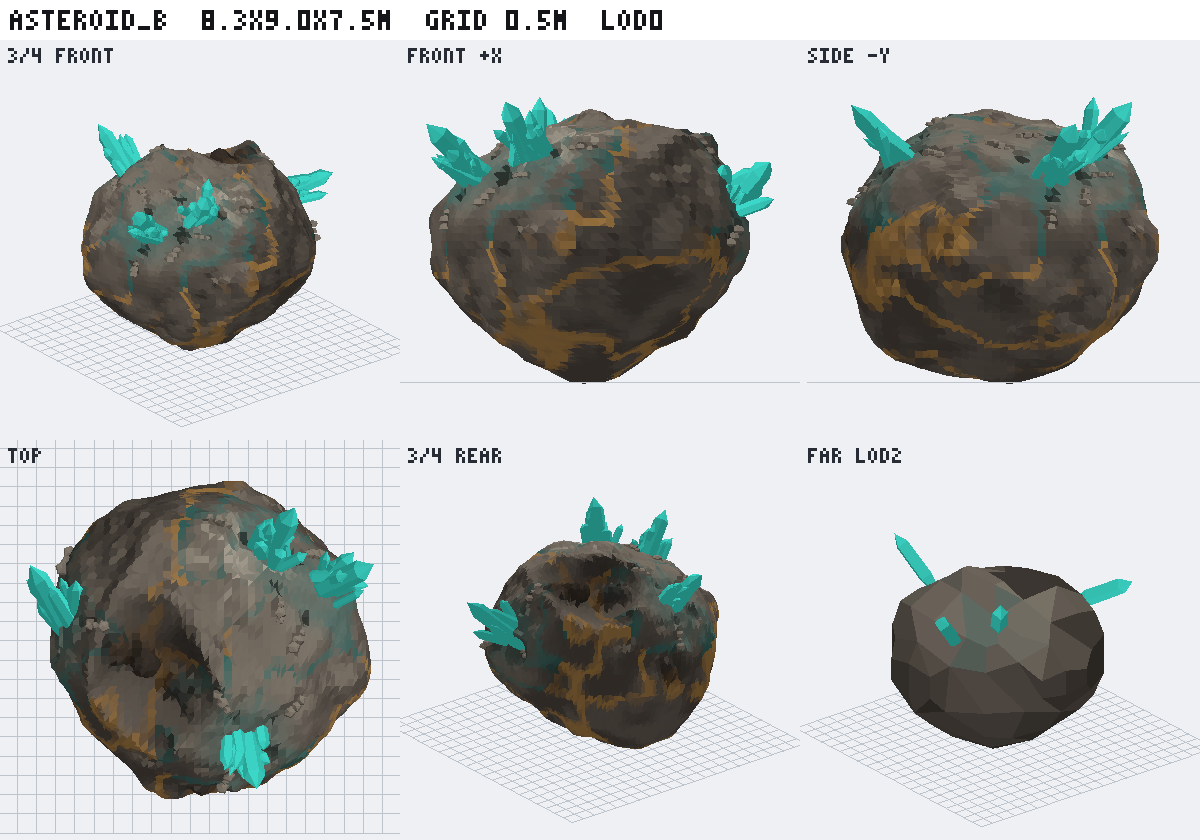 ASTEROID_B 8.3X9.0X7.5M GRID 0.5M LOD0
3/4 FRONT
FRONT +X
SIDE -Y
TOP
3/4 REAR
FAR LOD2